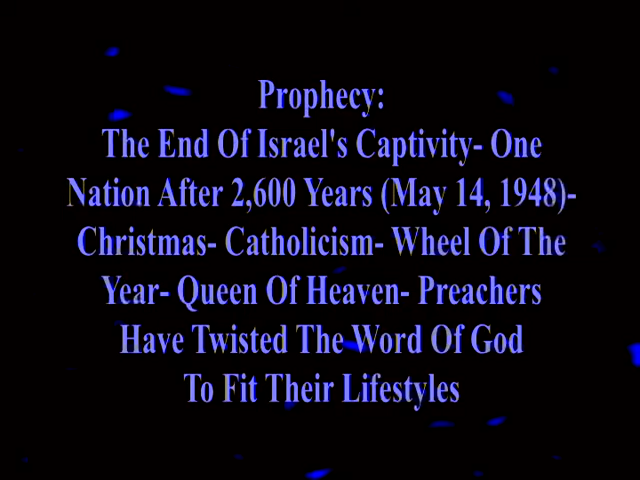 Prophecy:
The End Of Israel's Captivity- One
Nation After 2,600 Years (May 14, 1948)-
Christmas- Catholicism- Wheel Of The
Year- Queen Of Heaven- Preachers
Have Twisted The Word Of God
To Fit Their Lifestyles